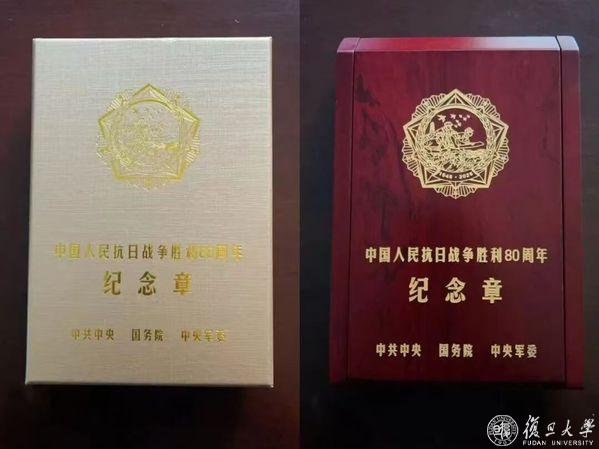 中国人民抗日战争胜利80周年
纪念章
中共中央 国务院 中央军委
1945-2025
中国人民抗日战争胜利80周年
纪念章
中共中央 国务院 中央军委
復旦大學
FUDAN UNIVERSITY